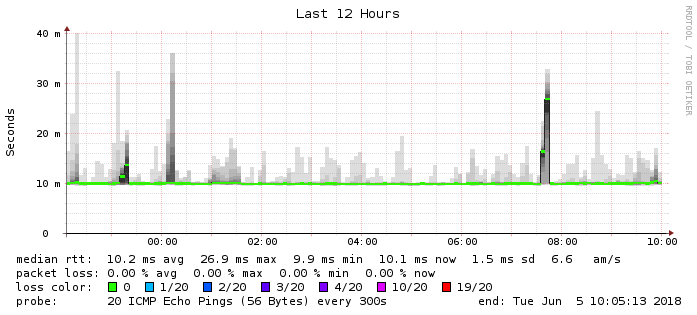 Last 12 Hours
RRDTOOL / TOBI OETIKER
Seconds
40 m
30 m
20 m
10 m
0
00:00 02:00 04:00 06:00 08:00 10:00
median rtt: 10.2 ms avg 26.9 ms max 9.9 ms min 10.1 ms now 1.5 ms sd 6.6 am/s
packet loss: 0.00 % avg 0.00 % max 0.00 % min 0.00 % now
loss color: 0 1/20 2/20 3/20 4/20 10/20 19/20
probe: 20 ICMP Echo Pings (56 Bytes) every 300s end: Tue Jun 5 10:05:13 2018